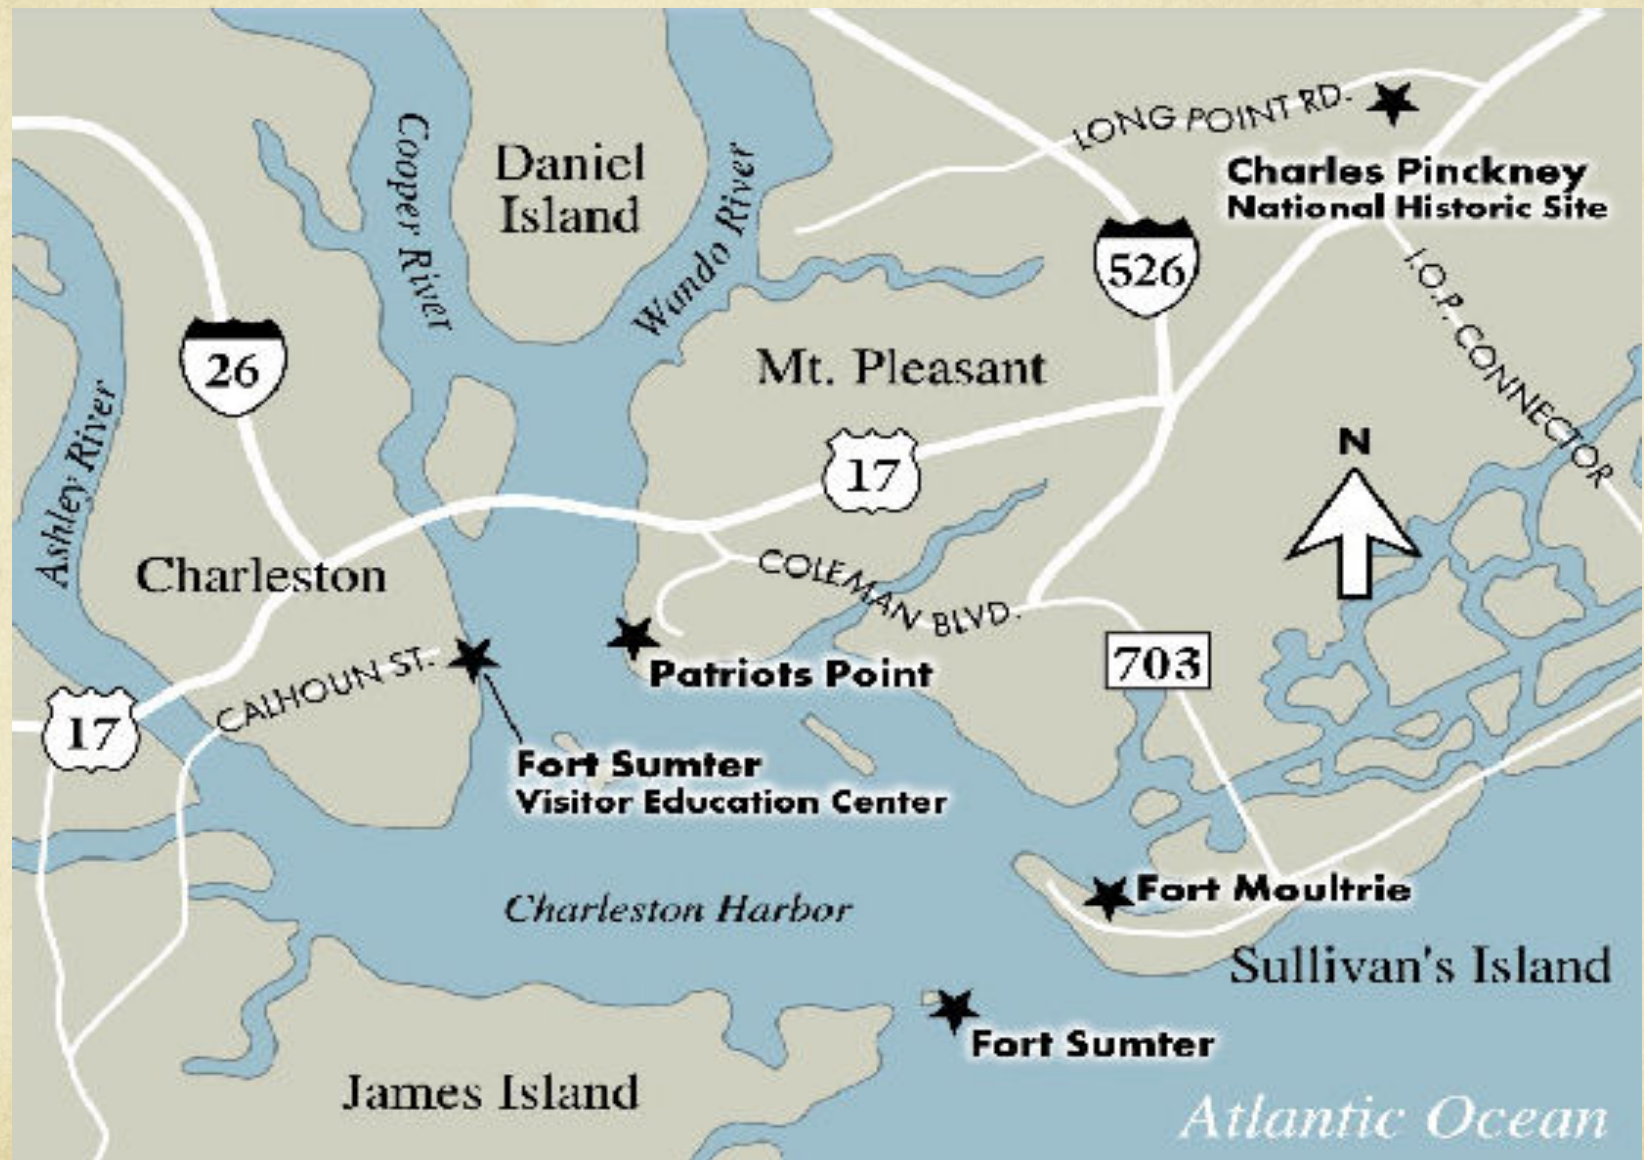 LONG POINT RD.
Charles Pinckney
National Historic Site
Cooper River
Daniel
Island
Wando River
526
I.O.P. CONNECTOR
26
Mt. Pleasant
Ashley River
17
N
Charleston
COLEMAN BLVD.
CALHOUN ST.
Patriots Point
703
17
Fort Sumter
Visitor Education Center
Fort Moultrie
Charleston Harbor
Sullivan's Island
Fort Sumter
James Island
Atlantic Ocean